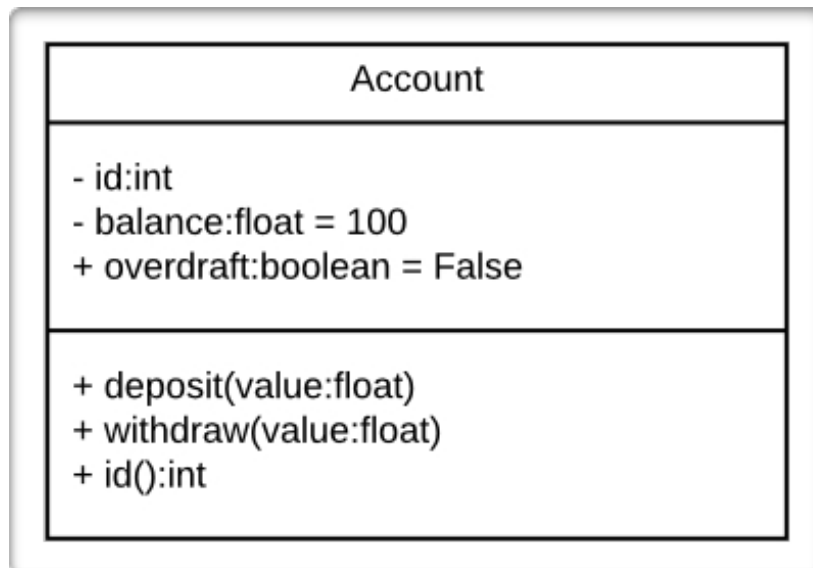 Account
- id:int
- balance:float = 100
+ overdraft:boolean = False
+ deposit(value:float)
+ withdraw(value:float)
+ id():int